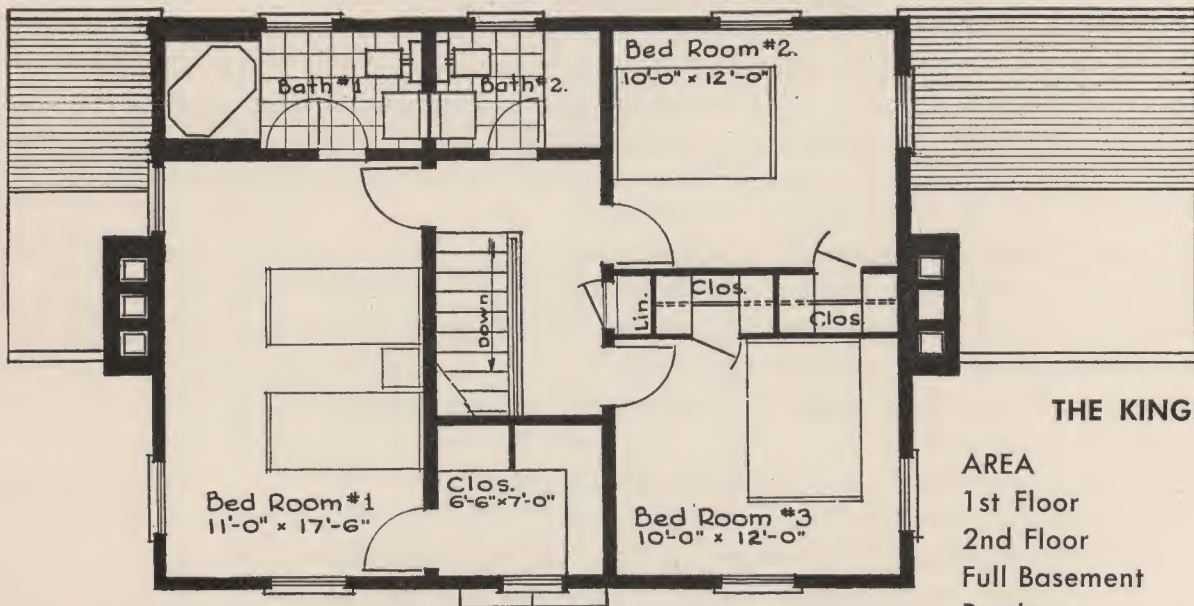 Bath #1
Bath #2.
Bed Room #2.
10'-0" x 12'-0"
Down
Lin.
Clos.
Clos.
Bed Room #1
11'-0" x 17'-6"
Clos.
6'-6" x 7'-0"
Bed Room #3
10'-0" x 12'-0"
THE KING
AREA
1st Floor
2nd Floor
Full Basement